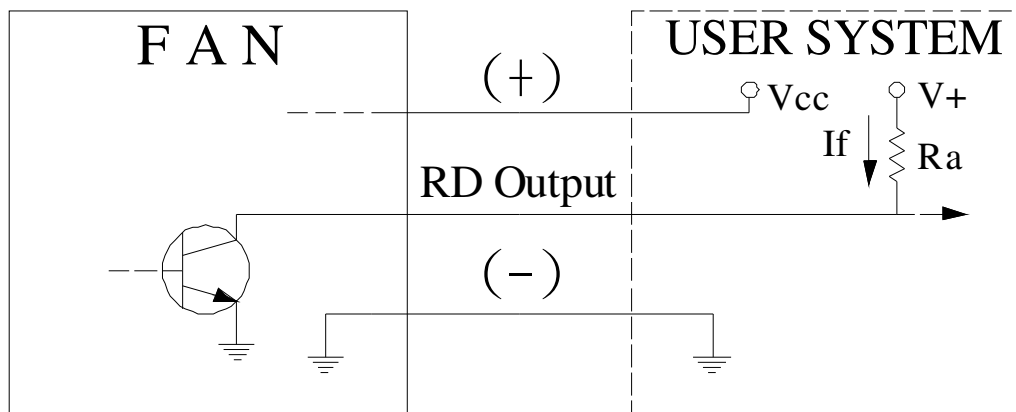 F A N
USER SYSTEM
(+)
Vcc
V+
If
Ra
RD Output
(-)